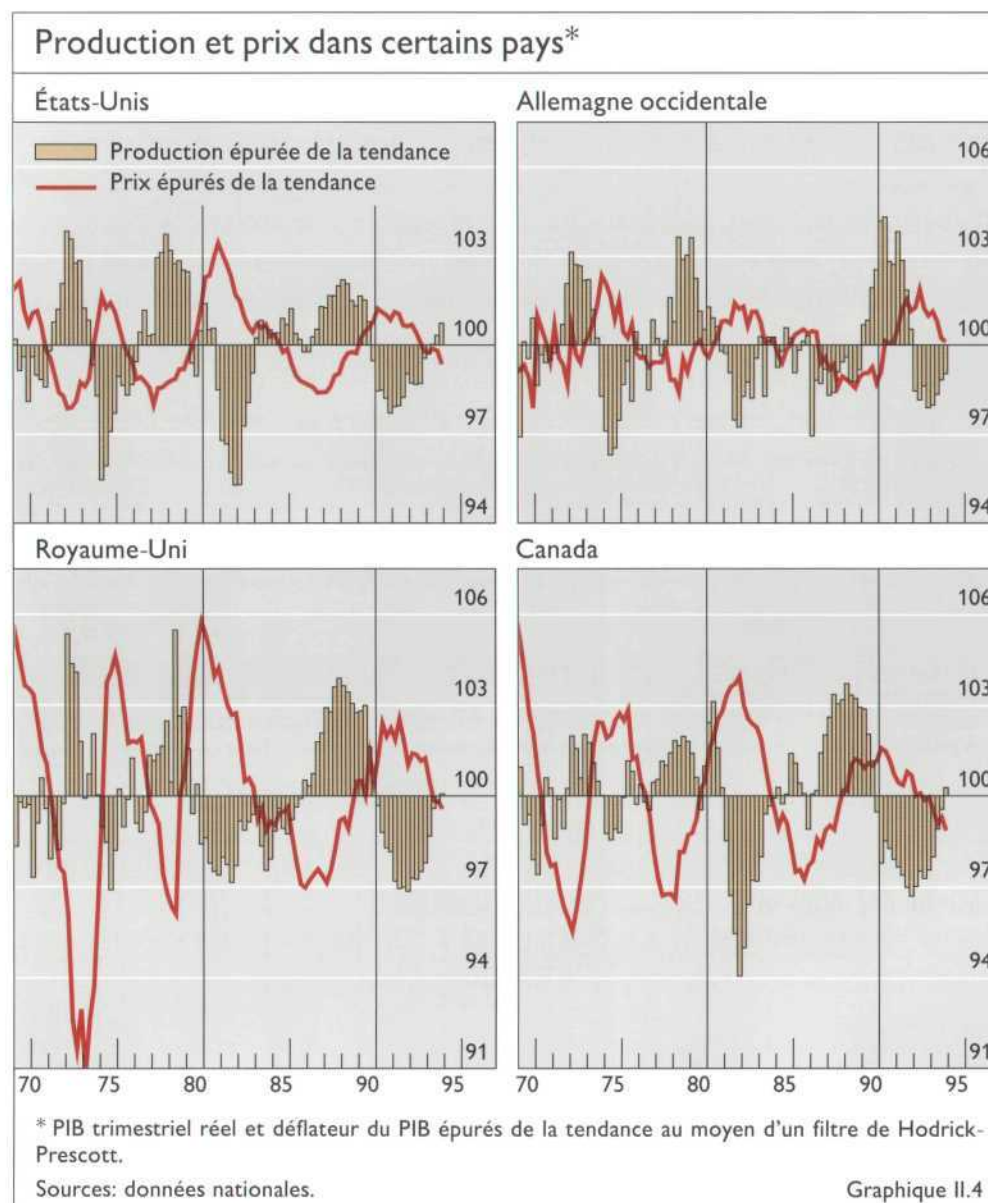 Production et prix dans certains pays*
États-Unis
Production épurée de la tendance
Prix épurés de la tendance
Allemagne occidentale
106
103
100
97
94
Royaume-Uni
Canada
106
103
100
97
94
91
106
103
100
97
94
91
70 75 80 85 90 95
70 75 80 85 90 95
* PIB trimestriel réel et déflateur du PIB épurés de la tendance au moyen d'un filtre de Hodrick-
Prescott.
Sources: données nationales.
Graphique II.4